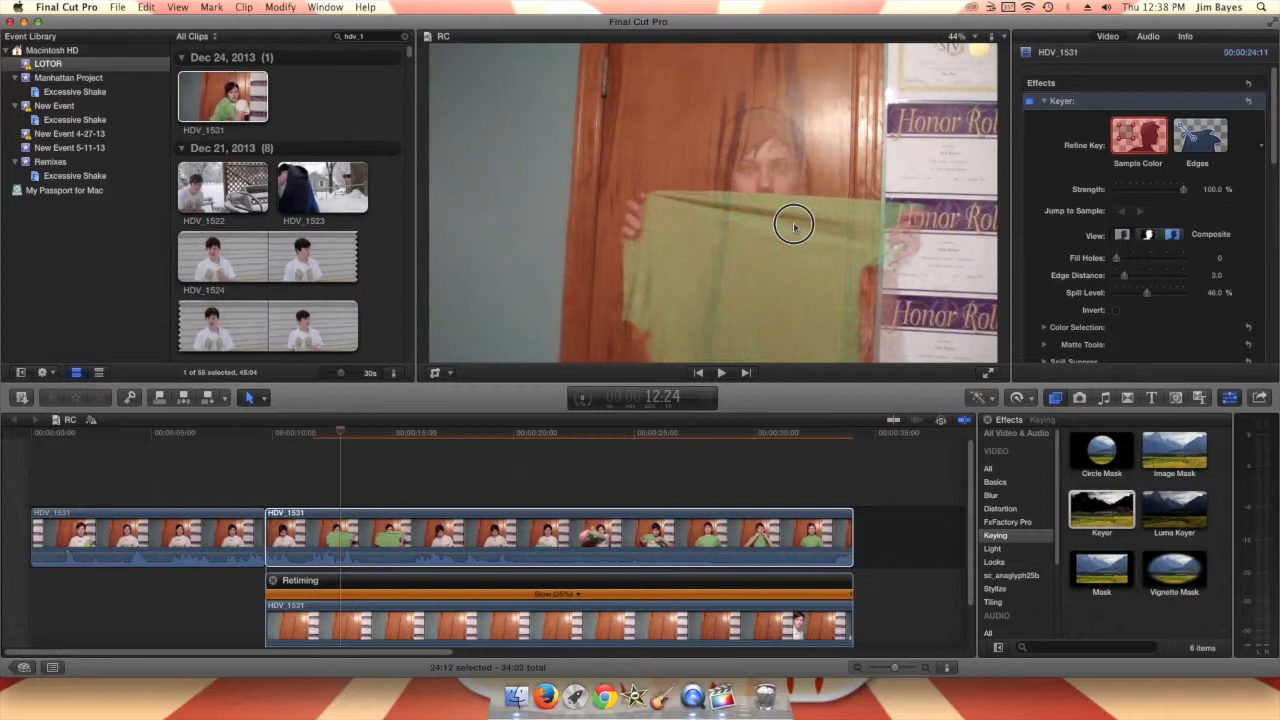 Final Cut Pro File Edit View Mark Clip Modify Window Help Thu 12:38 PM Jim Bayes
Final Cut Pro
Event Library
Macintosh HD
LOTOR
Manhattan Project
Excessive Shake
New Event
Excessive Shake
New Event 4-27-13
New Event 5-11-13
Remixes
Excessive Shake
My Passport for Mac
All Clips hdv_1
Dec 24, 2013 (1)
HDV_1531
Dec 21, 2013 (8)
HDV_1522 HDV_1523
HDV_1524
1 of 55 selected, 45:04 30s
RC 44%
Honor Rol
Honor Rol
Honor Rol
Video Audio Info
HDV_1531 00:00:24:11
Effects
Keyer:
Refine Key:
Sample Color Edges
Strength: 100.0 %
Jump to Sample:
View: Composite
Fill Holes: 0
Edge Distance: 3.0
Spill Level: 46.0 %
Invert:
Color Selection:
Matte Tools:
12:24
RC
00:00:00:00 00:00:05:00 00:00:10:00 00:00:15:00 00:00:20:00 00:00:25:00 00:00:30:00 00:00:35:00
HDV_1531 HDV_1531
Retiming
Slow (25%)
HDV_1531
24:12 selected - 34:03 total
Effects Keying
All Video & Audio
VIDEO
All
Basics
Blur
Distortion
FxFactory Pro
Keying
Light
Looks
sc_anaglyph25b
Stylize
Tiling
AUDIO
All
Circle Mask Image Mask
Keyer Luma Keyer
Mask Vignette Mask
6 items